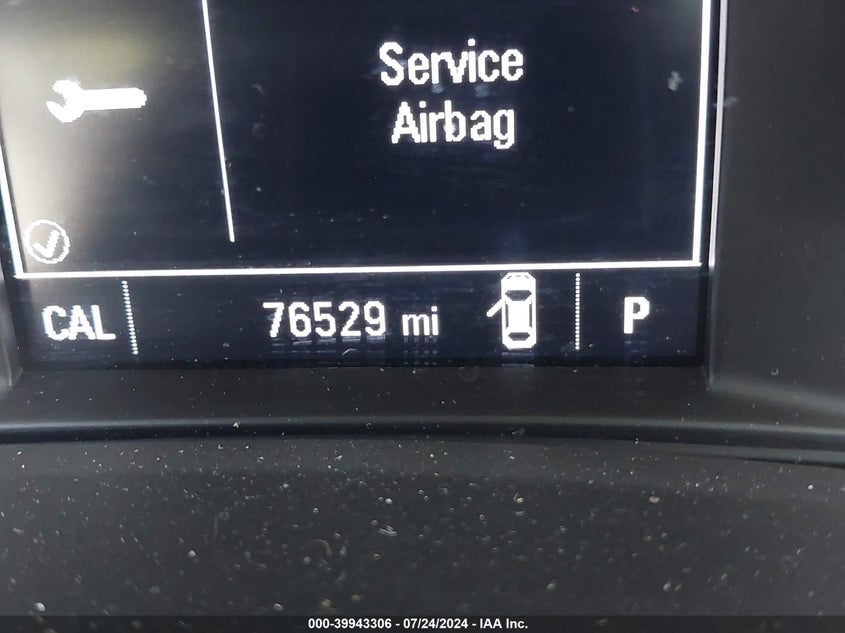 Service
Airbag
CAL 76529 mi P
000-39943306 - 07/24/2024 - IAA Inc.